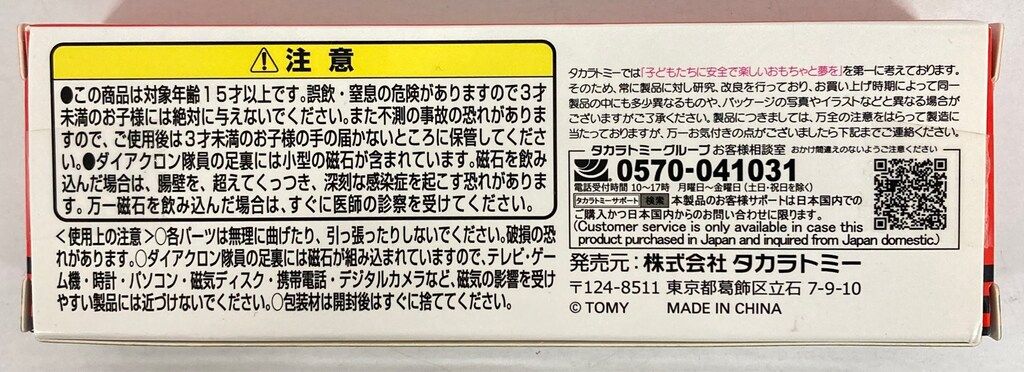 ⚠注意
●この商品は対象年齢15才以上です。誤飲・窒息の危険がありますので3才
未満のお子様には絶対に与えないでください。また不測の事故の恐れがありま
すので、ご使用後は3才未満のお子様の手の届かないところに保管してくださ
い。●ダイアクロン隊員の足裏には小型の磁石が含まれています。磁石を飲み
込んだ場合は、腸壁を、超えてくっつき、深刻な感染症を起こす恐れがありま
す。万一磁石を飲み込んだ場合は、すぐに医師の診察を受けてください。
<使用上の注意>○各パーツは無理に曲げたり、引っ張ったりしないでください。破損の恐
れがあります。○ダイアクロン隊員の足裏には磁石が組み込まれていますので、テレビ・ゲー
ム機・時計・パソコン・磁気ディスク・携帯電話・デジタルカメラなど、磁気の影響を受け
やすい製品には近づけないでください。○包装材は開封後はすぐに捨ててください。
タカラトミーでは「子どもたちに安全で楽しいおもちゃと夢を」を第一に考えております。
そのため、常に製品に対し研究、改良を行っており、お買い上げ時期によって同一
製品の中にも多少異なるものや、パッケージの写真やイラストなどと異なる場合が
ございますがご了承ください。製品につきましては、万全の注意をはらって製造に
当たっておりますが、万一お気付きの点がございましたら下記までご連絡ください。
タカラトミーグループ お客様相談室 おかけ間違えのないようご注意ください
0570-041031
電話受付時間 10〜17時 月曜日〜金曜日(土日・祝日を除く)
タカラトミーサポート 検索 本製品のお客様サポートは日本国内での
ご購入かつ日本国内からのお問い合わせに限ります。
(Customer service is only available in case this
product purchased in Japan and inquired from Japan domestic.)
発売元:株式会社 タカラトミー
〒124-8511 東京都葛飾区立石 7-9-10
© TOMY MADE IN CHINA